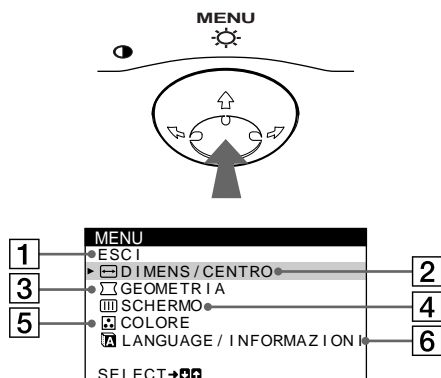 MENU
MENU
1 ESCI
DIMENS/CENTRO 2
3 GEOMETRIA
SCHERMO 4
5 COLORE
LANGUAGE/INFORMAZIONI 6
SELECT